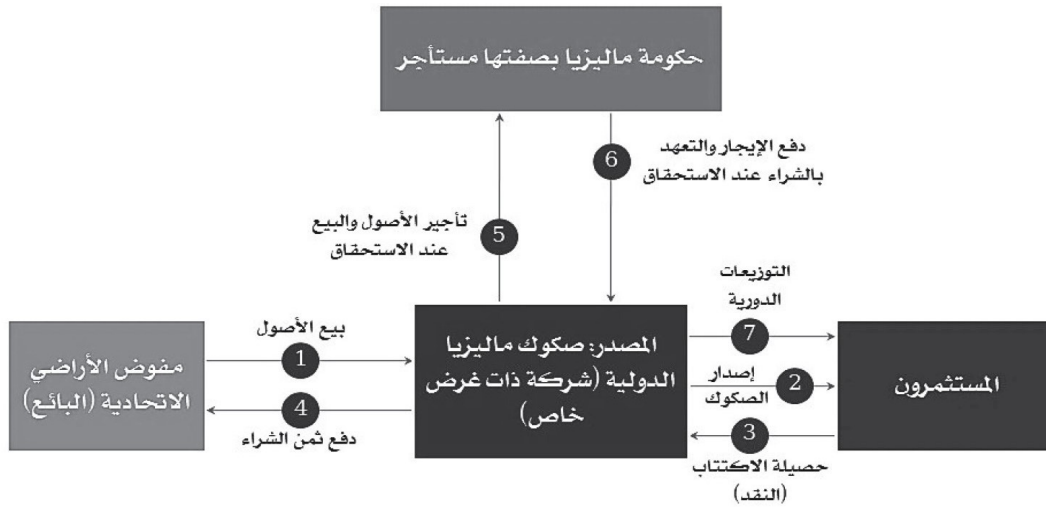 حكومة ماليزيا بصفتها مستأجر
دفع الإيجار والتعهد
بالشراء عند الاستحقاق
6
تأجير الأصول والبيع
عند الاستحقاق
5
التوزيعات
الدورية
7
المصدر: صكوك ماليزيا
الدولية (شركة ذات غرض
خاص)
بيع الأصول
1
مفوض الأراضي
الاتحادية (البائع)
4
دفع ثمن الشراء
إصدار
الصكوك
2
المستثمرون
3
حصيلة الاكتتاب
(النقد)